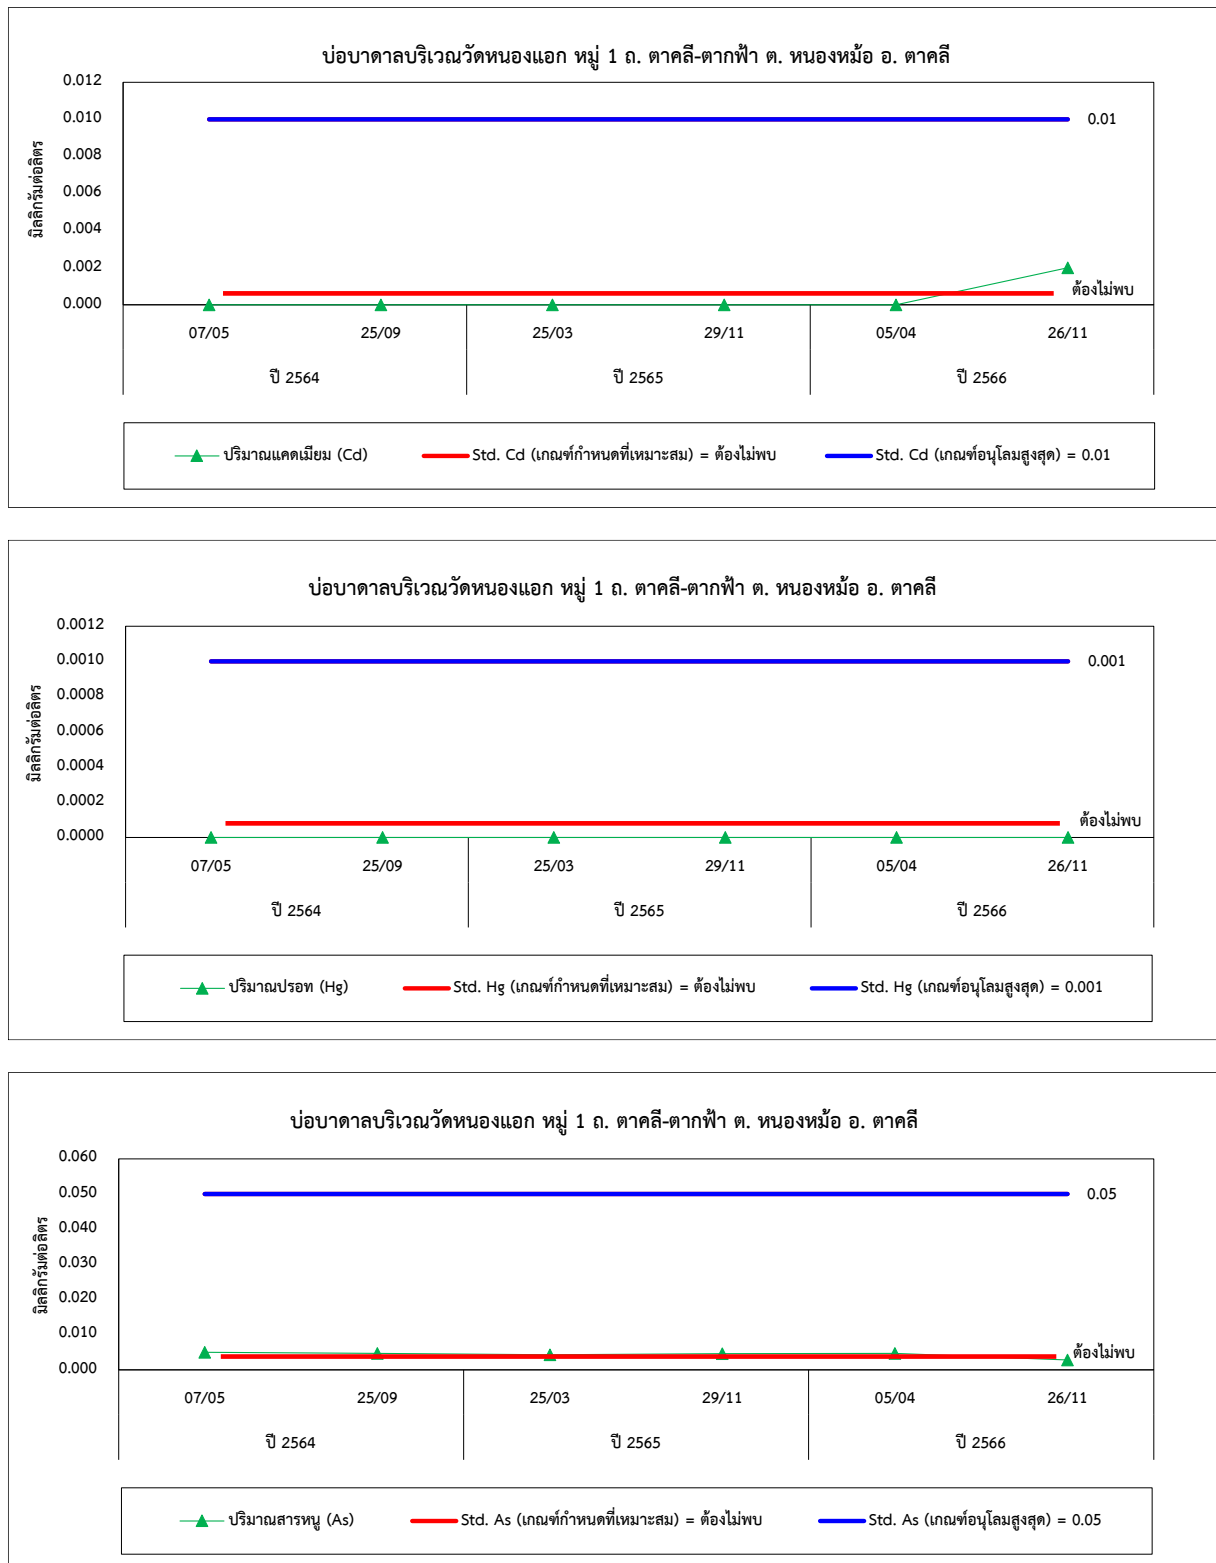 บ่อบาดาลบริเวณวัดหนองแอก หมู่ 1 ถ. ตาคลี-ตากฟ้า ต. หนองหม้อ อ. ตาคลี
มิลลิกรัมต่อลิตร
0.012
0.010
0.008
0.006
0.004
0.002
0.000
0.01
ต้องไม่พบ
07/05 25/09 25/03 29/11 05/04 26/11
ปี 2564 ปี 2565 ปี 2566
ปริมาณแคดเมียม (Cd) Std. Cd (เกณฑ์กำหนดที่เหมาะสม) = ต้องไม่พบ Std. Cd (เกณฑ์อนุโลมสูงสุด) = 0.01
บ่อบาดาลบริเวณวัดหนองแอก หมู่ 1 ถ. ตาคลี-ตากฟ้า ต. หนองหม้อ อ. ตาคลี
มิลลิกรัมต่อลิตร
0.0012
0.0010
0.0008
0.0006
0.0004
0.0002
0.0000
0.001
ต้องไม่พบ
07/05 25/09 25/03 29/11 05/04 26/11
ปี 2564 ปี 2565 ปี 2566
ปริมาณปรอท (Hg) Std. Hg (เกณฑ์กำหนดที่เหมาะสม) = ต้องไม่พบ Std. Hg (เกณฑ์อนุโลมสูงสุด) = 0.001
บ่อบาดาลบริเวณวัดหนองแอก หมู่ 1 ถ. ตาคลี-ตากฟ้า ต. หนองหม้อ อ. ตาคลี
มิลลิกรัมต่อลิตร
0.060
0.050
0.040
0.030
0.020
0.010
0.000
0.05
ต้องไม่พบ
07/05 25/09 25/03 29/11 05/04 26/11
ปี 2564 ปี 2565 ปี 2566
ปริมาณสารหนู (As) Std. As (เกณฑ์กำหนดที่เหมาะสม) = ต้องไม่พบ Std. As (เกณฑ์อนุโลมสูงสุด) = 0.05